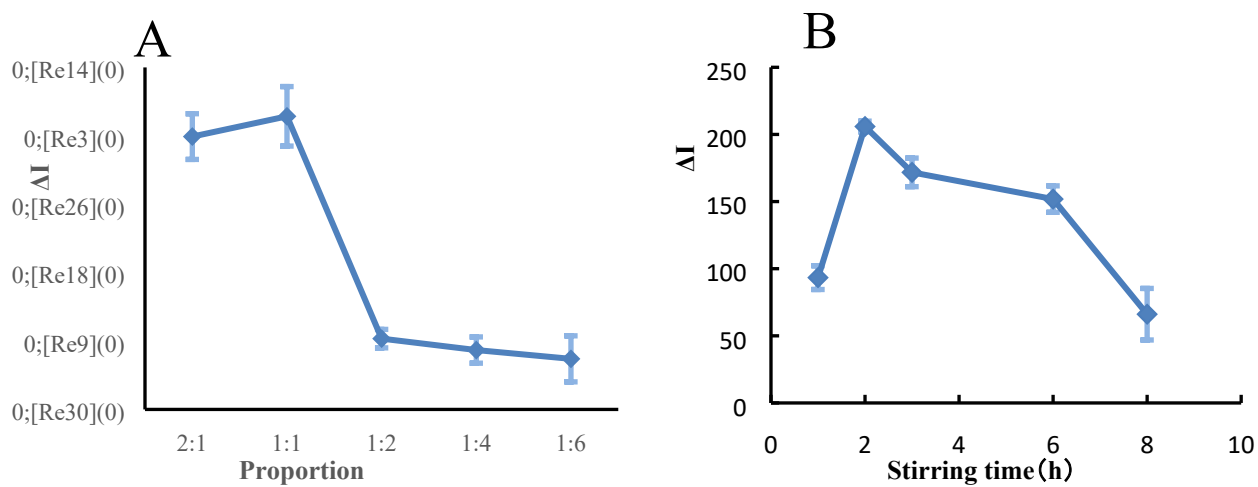 A
0;[Re14](0)
0;[Re3](0)
0;[Re26](0)
0;[Re18](0)
0;[Re9](0)
0;[Re30](0)
ΔI
2:1 1:1 1:2 1:4 1:6
Proportion
B
250
200
150
100
50
0
ΔI
0 2 4 6 8 10
Stirring time(h)